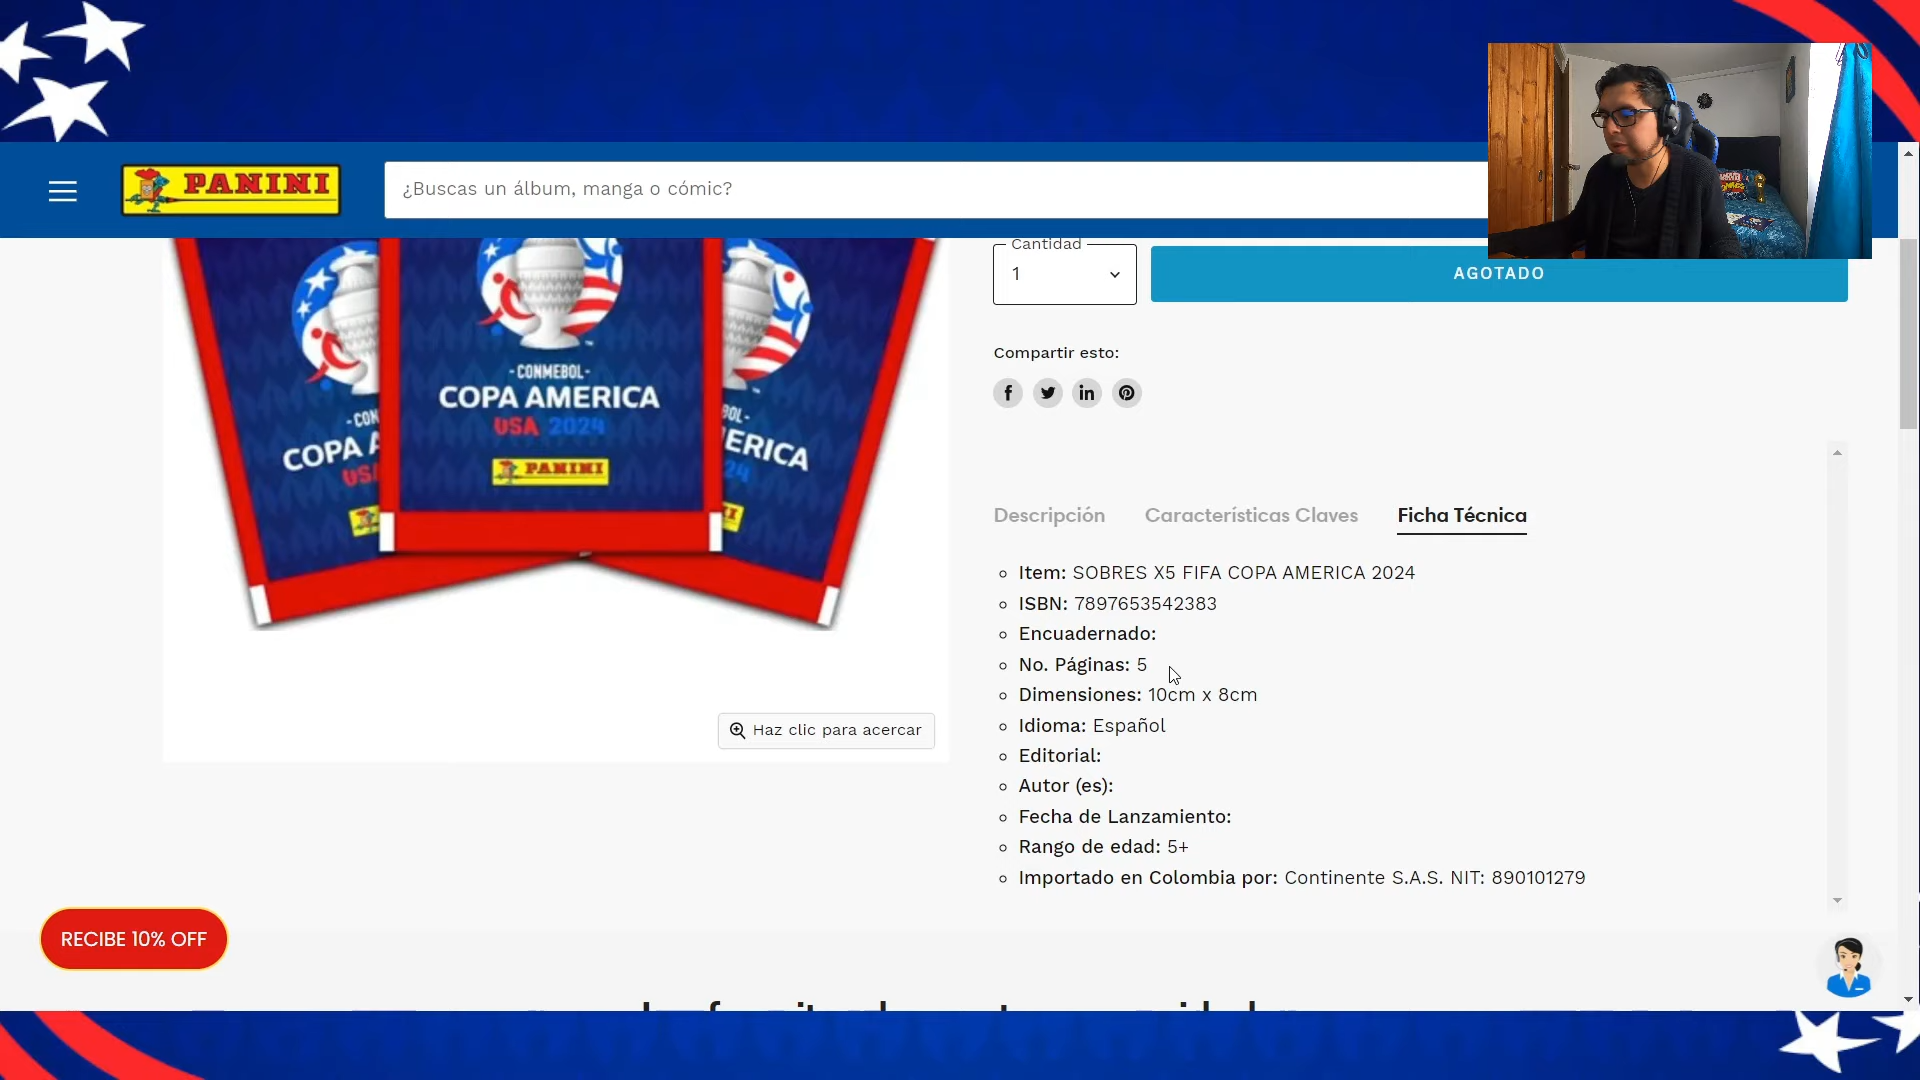 PANINI
¿Buscas un álbum, manga o cómic?
Cantidad
1
AGOTADO
Compartir esto:
-CONMEBOL-
COPA AMERICA
USA 2024
PANINI
COPA A
USA
ERICA
24
Descripción
Características Claves
Ficha Técnica
Item: SOBRES X5 FIFA COPA AMERICA 2024
ISBN: 7897653542383
Encuadernado:
No. Páginas: 5
Dimensiones: 10cm x 8cm
Idioma: Español
Editorial:
Autor (es):
Fecha de Lanzamiento:
Rango de edad: 5+
Importado en Colombia por: Continente S.A.S. NIT: 890101279
Haz clic para acercar
RECIBE 10% OFF